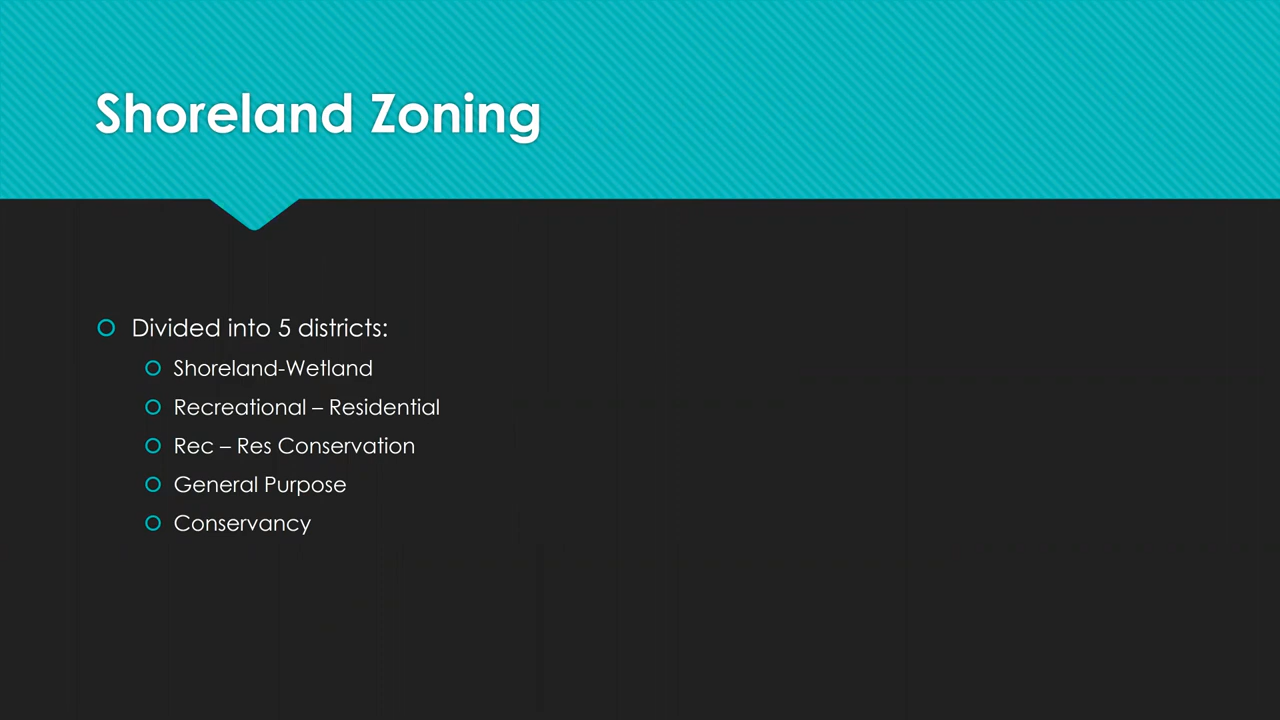 Shoreland Zoning
Divided into 5 districts:
Shoreland-Wetland
Recreational – Residential
Rec – Res Conservation
General Purpose
Conservancy